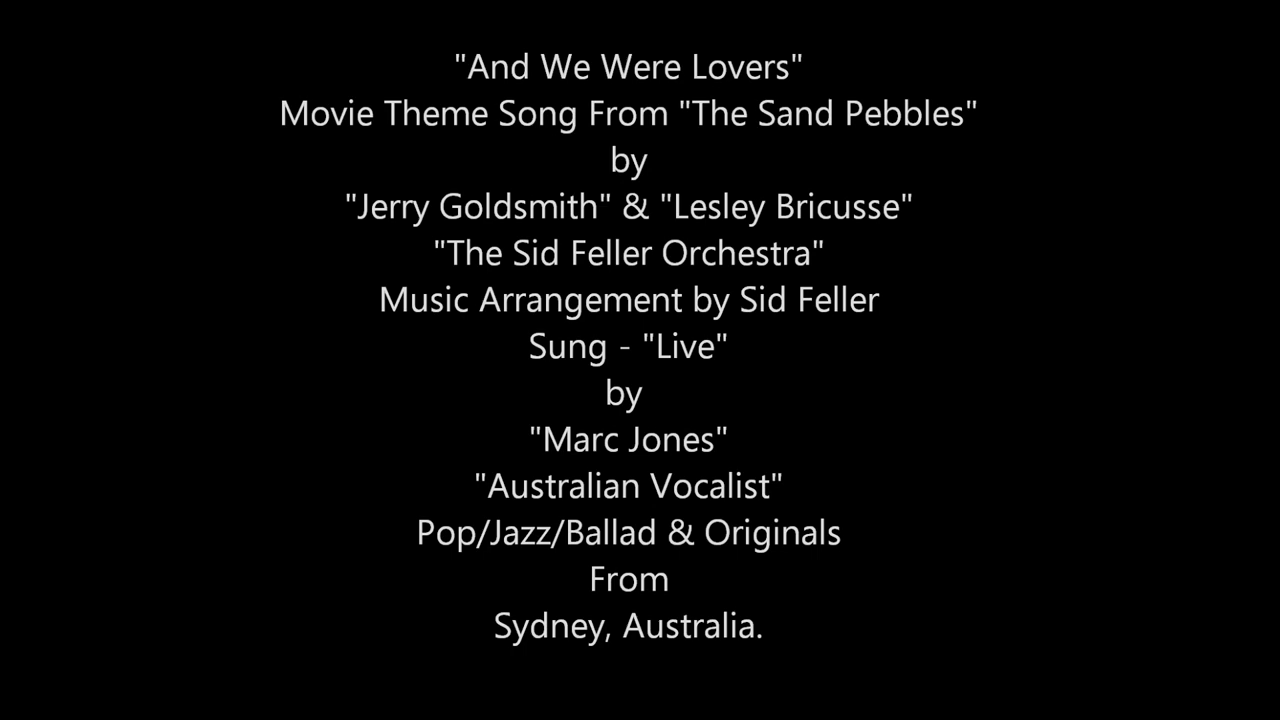 "And We Were Lovers"
Movie Theme Song From "The Sand Pebbles"
by
"Jerry Goldsmith" & "Lesley Bricusse"
"The Sid Feller Orchestra"
Music Arrangement by Sid Feller
Sung - "Live"
by
"Marc Jones"
"Australian Vocalist"
Pop/Jazz/Ballad & Originals
From
Sydney, Australia.